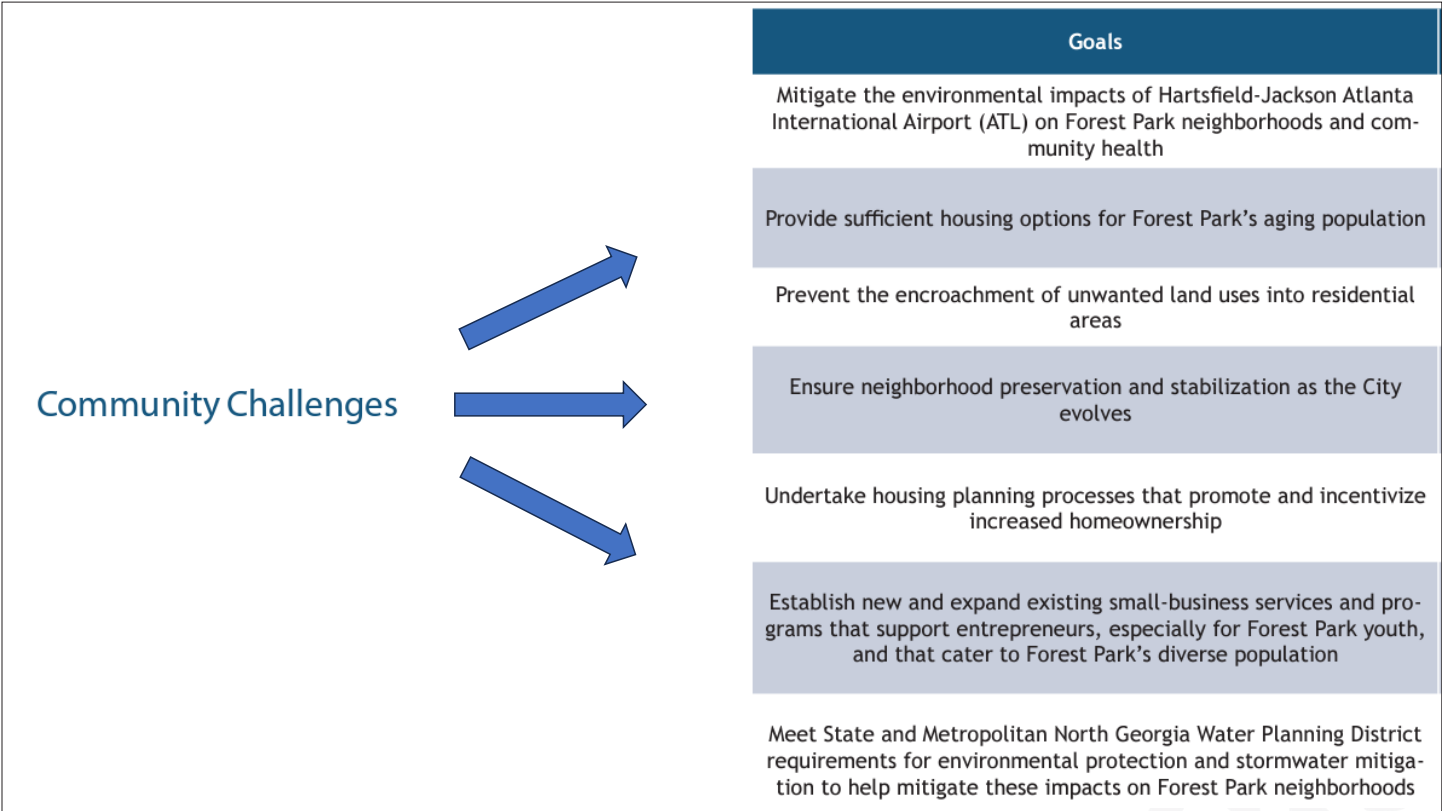 Community Challenges
Goals
Mitigate the environmental impacts of Hartsfield-Jackson Atlanta
International Airport (ATL) on Forest Park neighborhoods and com-
munity health
Provide sufficient housing options for Forest Park’s aging population
Prevent the encroachment of unwanted land uses into residential
areas
Ensure neighborhood preservation and stabilization as the City
evolves
Undertake housing planning processes that promote and incentivize
increased homeownership
Establish new and expand existing small-business services and pro-
grams that support entrepreneurs, especially for Forest Park youth,
and that cater to Forest Park’s diverse population
Meet State and Metropolitan North Georgia Water Planning District
requirements for environmental protection and stormwater mitiga-
tion to help mitigate these impacts on Forest Park neighborhoods